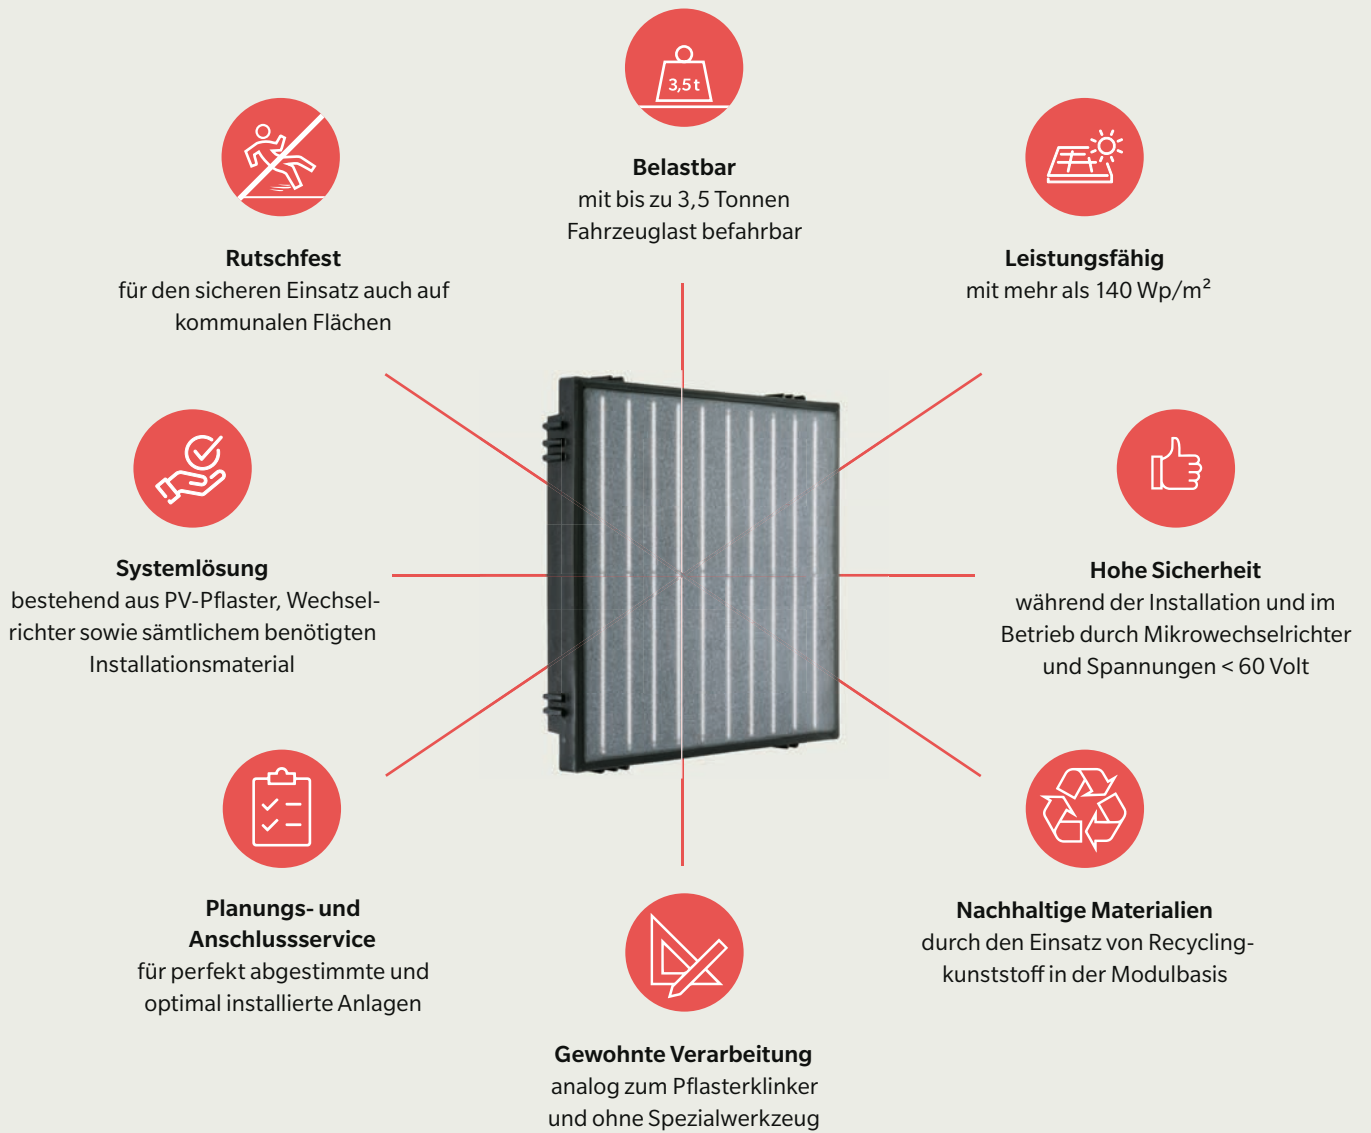 3,5 t
Belastbar
mit bis zu 3,5 Tonnen
Fahrzeuglast befahrbar
Rutschfest
für den sicheren Einsatz auch auf
kommunalen Flächen
Leistungsfähig
mit mehr als 140 Wp/m²
Systemlösung
bestehend aus PV-Pflaster, Wechsel-
richter sowie sämtlichem benötigten
Installationsmaterial
Hohe Sicherheit
während der Installation und im
Betrieb durch Mikrowechselrichter
und Spannungen < 60 Volt
Planungs- und
Anschlussservice
für perfekt abgestimmte und
optimal installierte Anlagen
Nachhaltige Materialien
durch den Einsatz von Recycling-
kunststoff in der Modulbasis
Gewohnte Verarbeitung
analog zum Pflasterklinker
und ohne Spezialwerkzeug